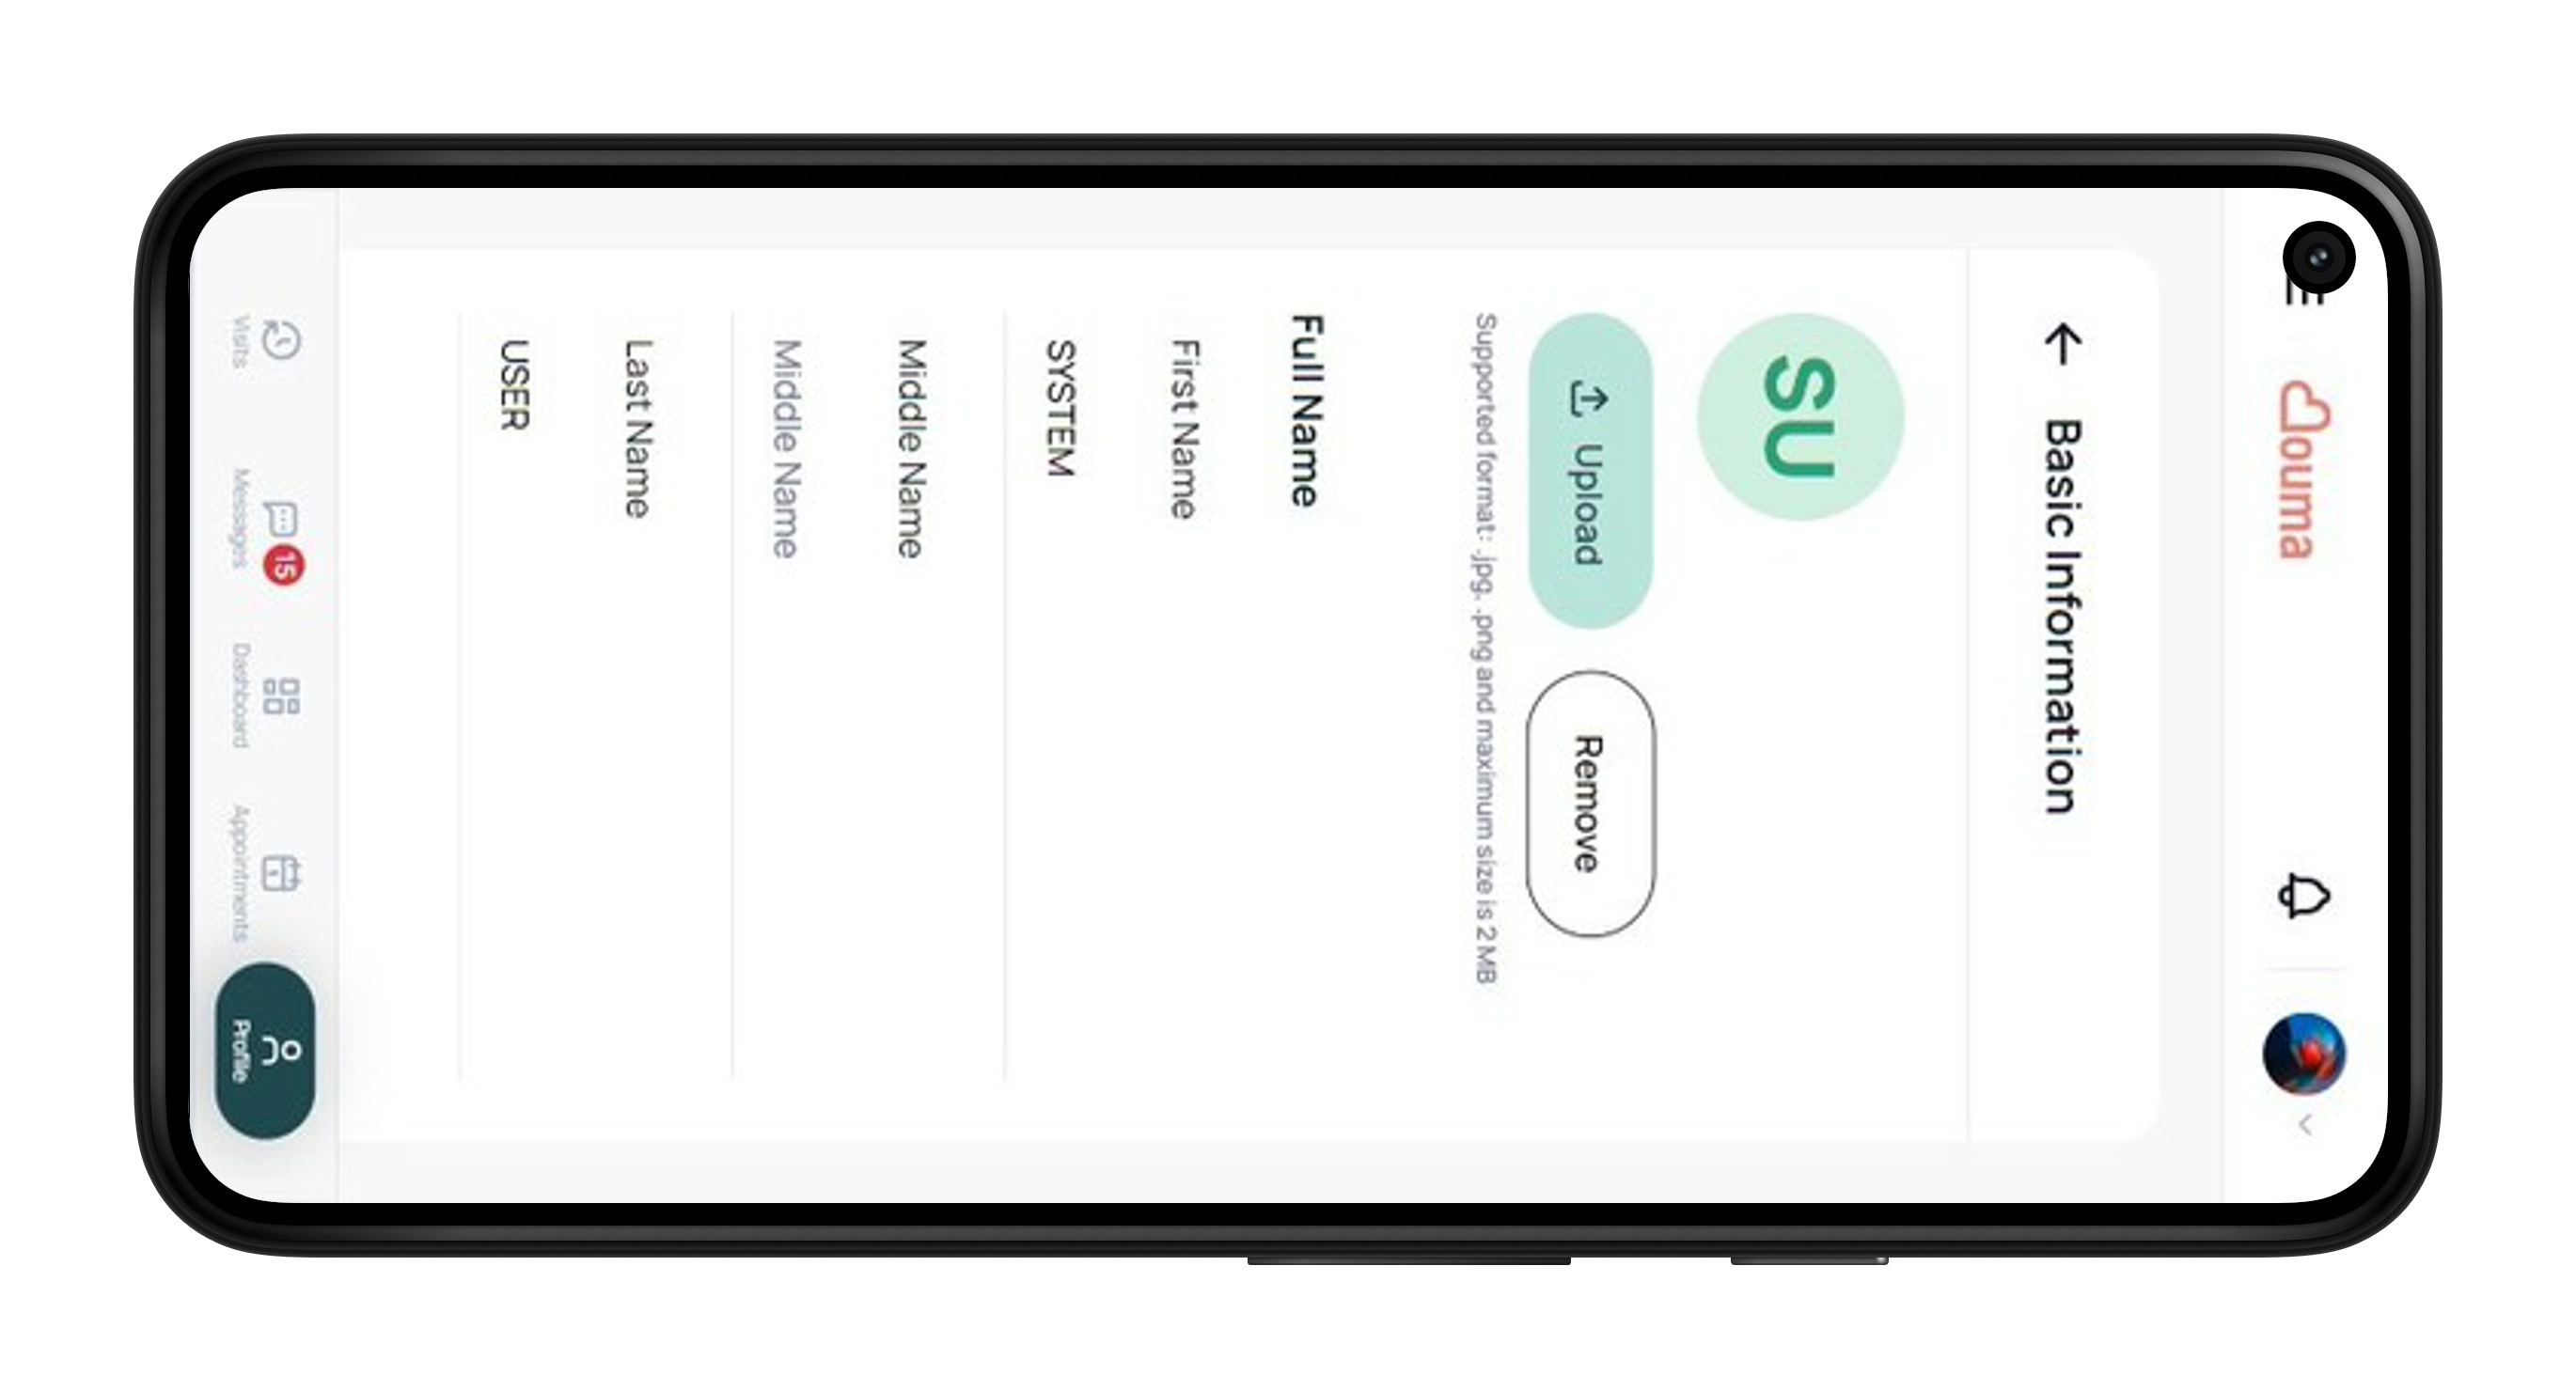 louma
Basic Information
SU
Upload
Remove
Supported format: .jpg, .png and maximum size is 2 MB
Full Name
First Name
SYSTEM
Middle Name
Middle Name
Last Name
USER
15
Visits
Messages
Dashboard
Appointments
Profile